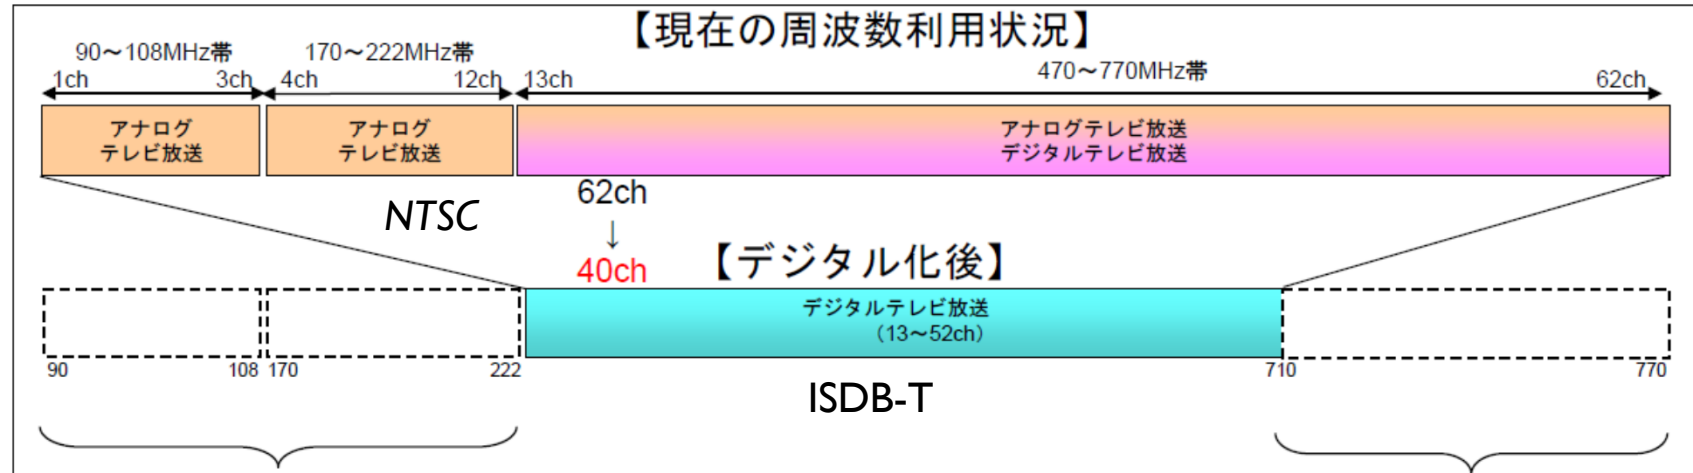 【現在の周波数利用状況】
90～108MHz帯
170～222MHz帯
470～770MHz帯
1ch
3ch
4ch
12ch
13ch
62ch
アナログ
テレビ放送
アナログ
テレビ放送
アナログテレビ放送
デジタルテレビ放送
NTSC
62ch
↓
40ch
【デジタル化後】
デジタルテレビ放送
（13～52ch）
90
108
170
222
710
770
ISDB-T